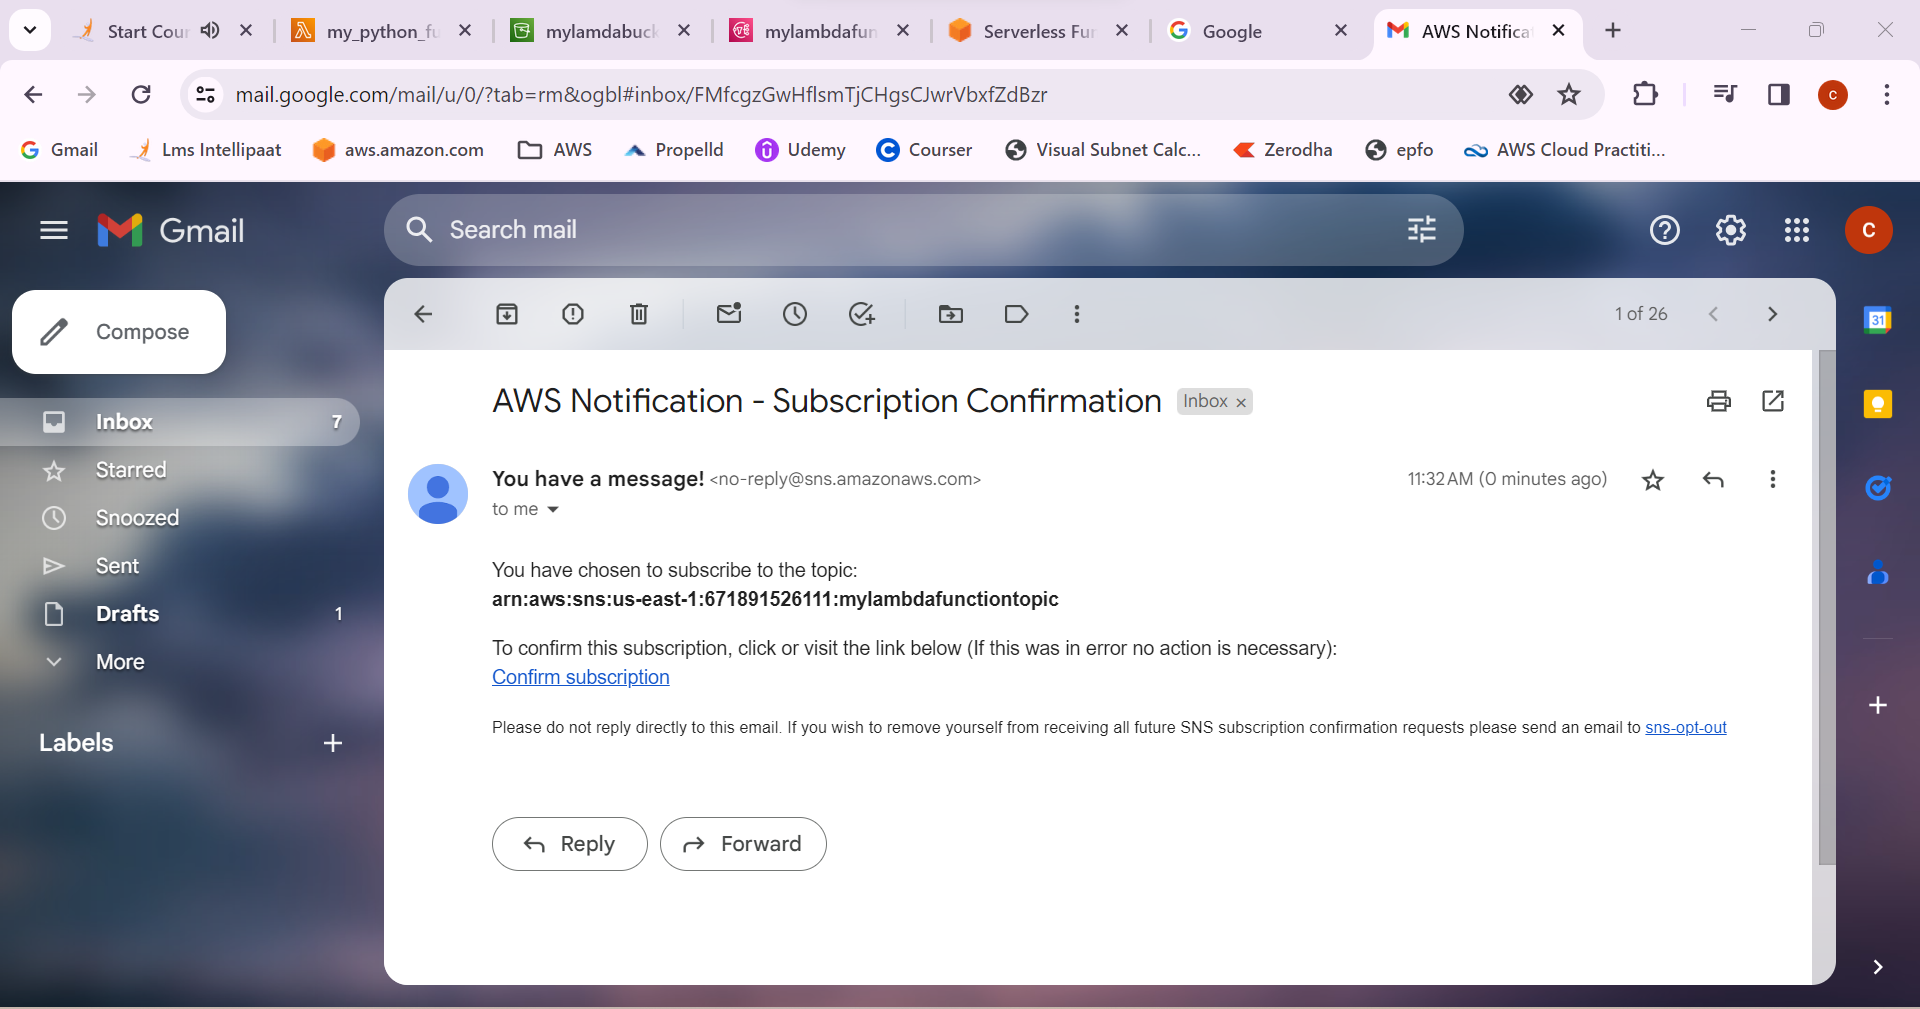 Start Cour
my_python_fu
mylamdabuck
mylambdafun
Serverless Fun
Google
AWS Notificat
mail.google.com/mail/u/0/?tab=rm&ogbl#inbox/FMfcgzGwHflsmTjCHgsCJwrVbxfZdBzr
C
Gmail
Lms Intellipaat
aws.amazon.com
AWS
Propelld
Udemy
Courser
Visual Subnet Calc...
Zerodha
epfo
AWS Cloud Practiti...
Gmail
Search mail
C
Compose
1 of 26
31
Inbox 7
Starred
Snoozed
Sent
Drafts 1
More
Labels
AWS Notification - Subscription Confirmation Inbox ×
You have a message! <no-reply@sns.amazonaws.com> 11:32 AM (0 minutes ago)
to me
You have chosen to subscribe to the topic:
arn:aws:sns:us-east-1:671891526111:mylambdafunctiontopic
To confirm this subscription, click or visit the link below (If this was in error no action is necessary):
Confirm subscription
Please do not reply directly to this email. If you wish to remove yourself from receiving all future SNS subscription confirmation requests please send an email to sns-opt-out
Reply
Forward